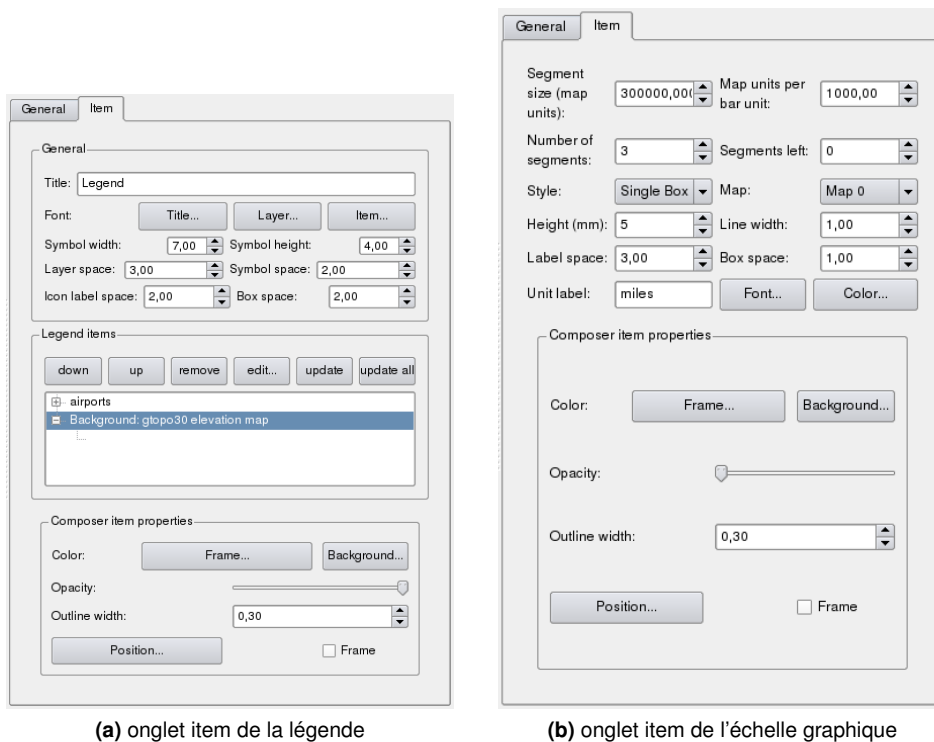 General Item
General
Title: Legend
Font: Title... Layer... Item...
Symbol width: 7,00 Symbol height: 4,00
Layer space: 3,00 Symbol space: 2,00
Icon label space: 2,00 Box space: 2,00
Legend items
down up remove edit... update update all
airports
Background: gtopo30 elevation map
Composer item properties
Color: Frame... Background...
Opacity:
Outline width: 0,30
Position... Frame
(a) onglet item de la légende
General Item
Segment
size (map
units): 300000,00 Map units per
bar unit: 1000,00
Number of
segments: 3 Segments left: 0
Style: Single Box Map: Map 0
Height (mm): 5 Line width: 1,00
Label space: 3,00 Box space: 1,00
Unit label: miles Font... Color...
Composer item properties
Color: Frame... Background...
Opacity:
Outline width: 0,30
Position... Frame
(b) onglet item de l'échelle graphique